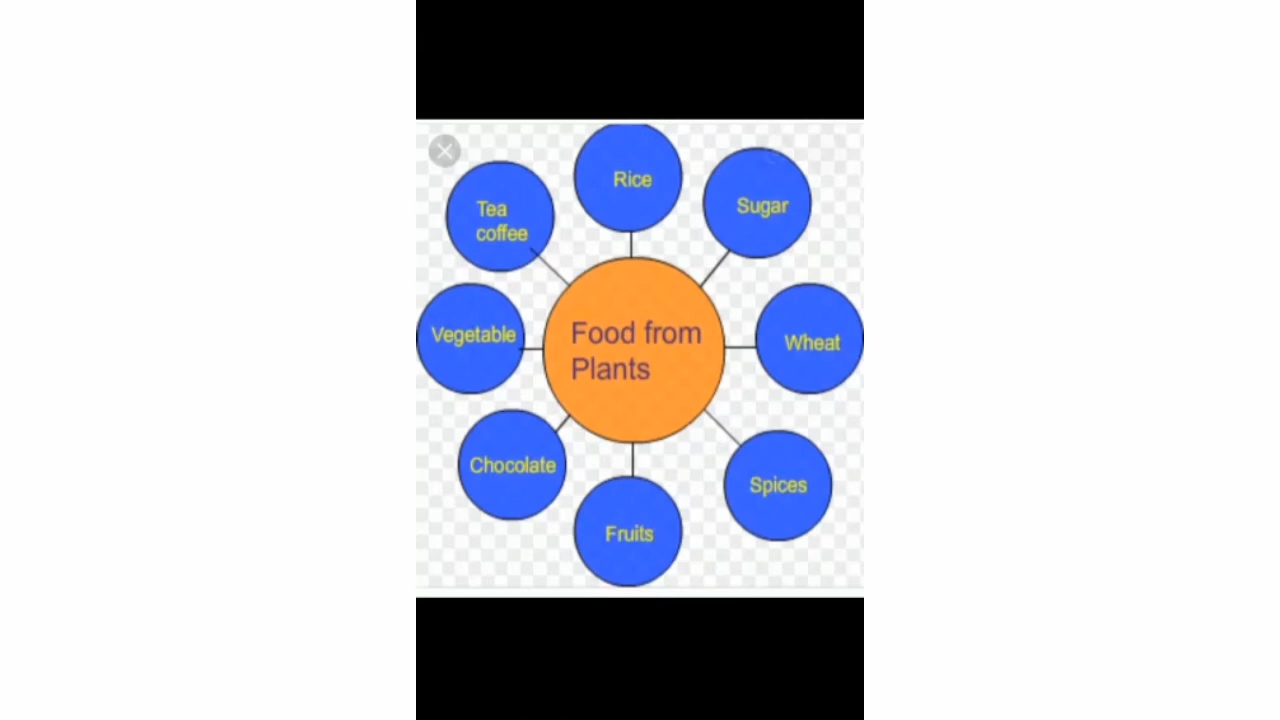 Rice
Sugar
Tea
coffee
Food from
Plants
Vegetable
Wheat
Chocolate
Spices
Fruits